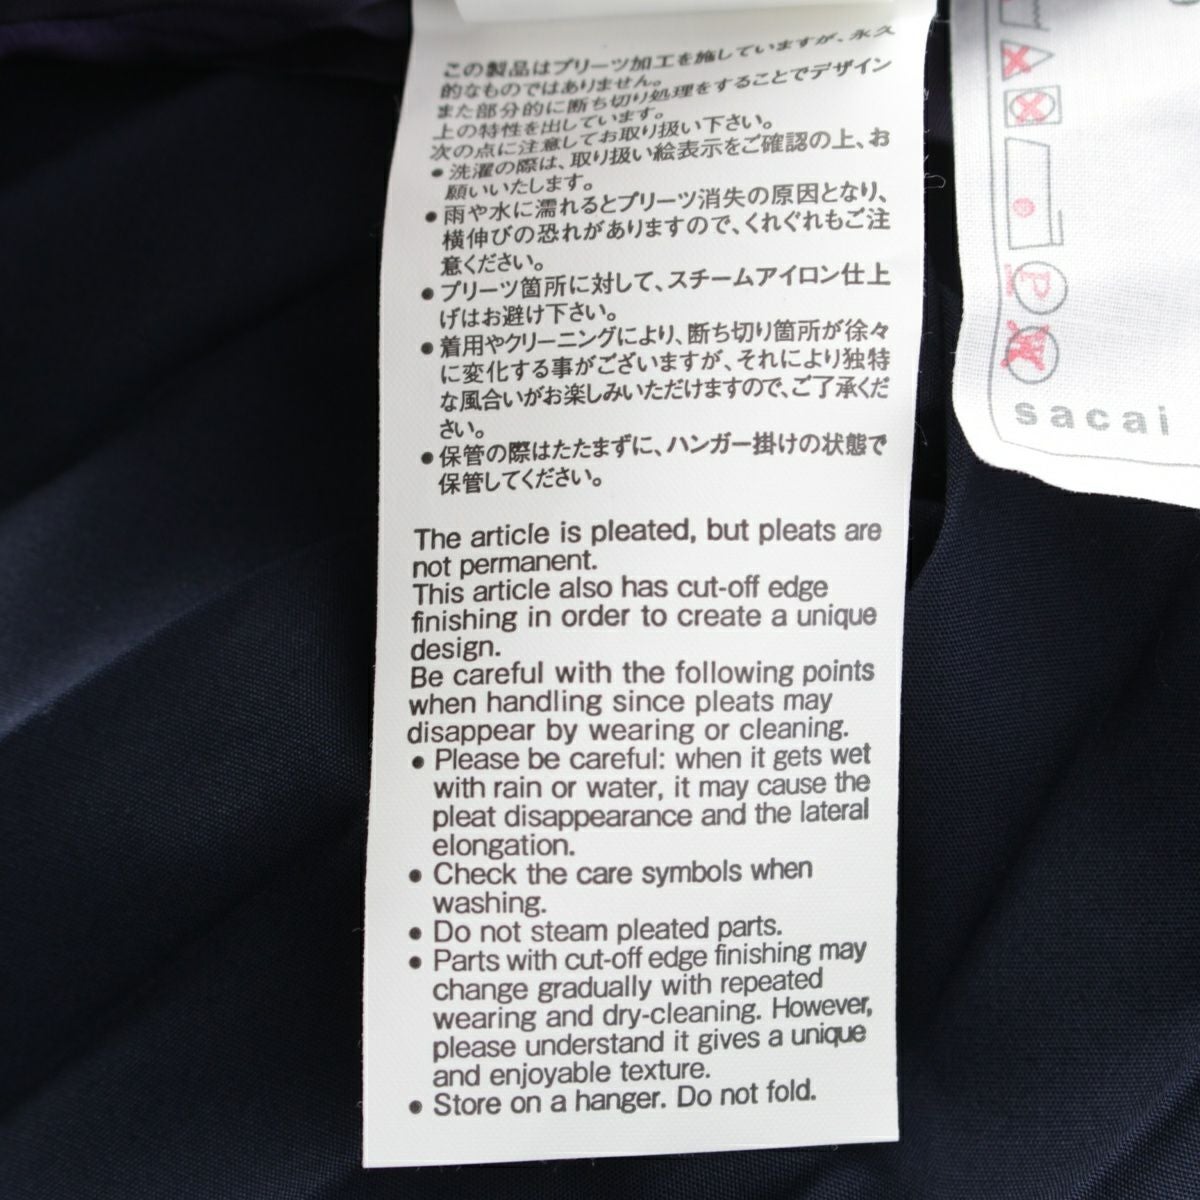 この製品はプリーツ加工を施していますが、永久
的なものではありません。
また部分的に断ち切り処理をすることでデザイン
上の特性を出しています。
次の点に注意してお取り扱い下さい。
● 洗濯の際は、取り扱い絵表示をご確認の上、お
願いいたします。
● 雨や水に濡れるとプリーツ消失の原因となり、
横伸びの恐れがありますので、くれぐれもご注
意ください。
● プリーツ箇所に対して、スチームアイロン仕上
げはお避け下さい。
● 着用やクリーニングにより、断ち切り箇所が徐々
に変化する事がございますが、それにより独特
な風合いがお楽しみいただけますので、ご了承くだ
さい。
● 保管の際はたたまずに、ハンガー掛けの状態で
保管してください。
The article is pleated, but pleats are
not permanent.
This article also has cut-off edge
finishing in order to create a unique
design.
Be careful with the following points
when handling since pleats may
disappear by wearing or cleaning.
● Please be careful: when it gets wet
with rain or water, it may cause the
pleat disappearance and the lateral
elongation.
● Check the care symbols when
washing.
● Do not steam pleated parts.
● Parts with cut-off edge finishing may
change gradually with repeated
wearing and dry-cleaning. However,
please understand it gives a unique
and enjoyable texture.
● Store on a hanger. Do not fold.
P
W
sacai